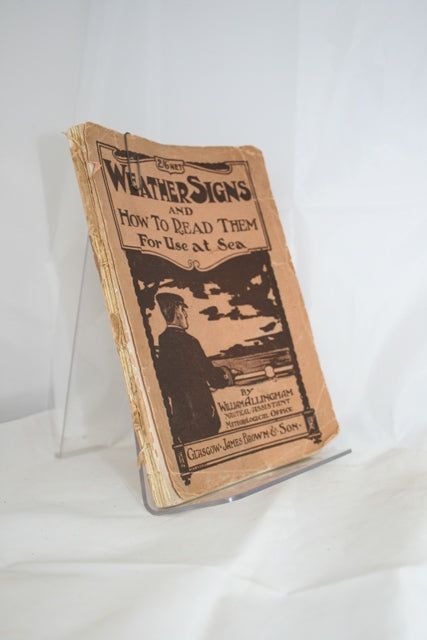 2/6 NET
WEATHER SIGNS
AND
HOW TO READ THEM
For Use at Sea
BY
WILLIAM ALLINGHAM
NAUTICAL ASSISTANT
METEOROLOGICAL OFFICE
GLASGOW · JAMES BROWN & SON ·